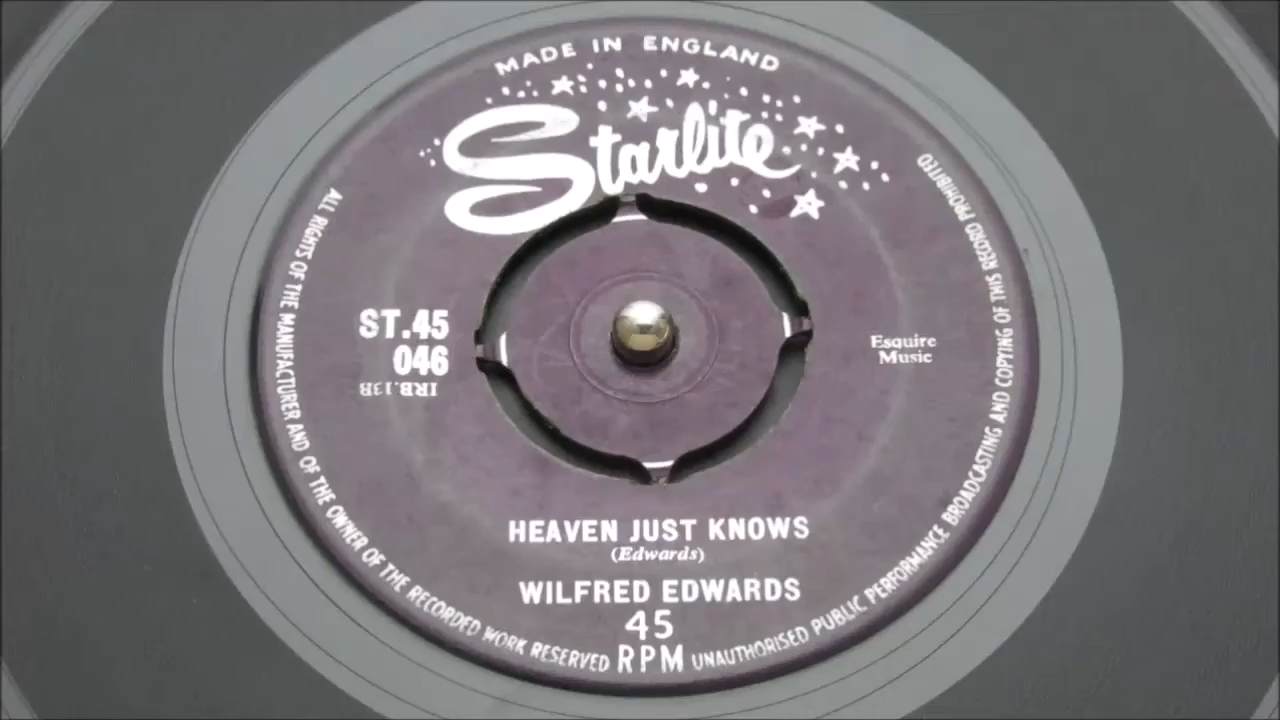 MADE IN ENGLAND
Starlite
ST.45
046
IRB.138
Esquire
Music
HEAVEN JUST KNOWS
(Edwards)
WILFRED EDWARDS
45
RPM
ALL RIGHTS OF THE MANUFACTURER AND OF THE OWNER OF THE RECORDED WORK RESERVED
UNAUTHORISED PUBLIC PERFORMANCE BROADCASTING AND COPYING OF THIS RECORD PROHIBITED